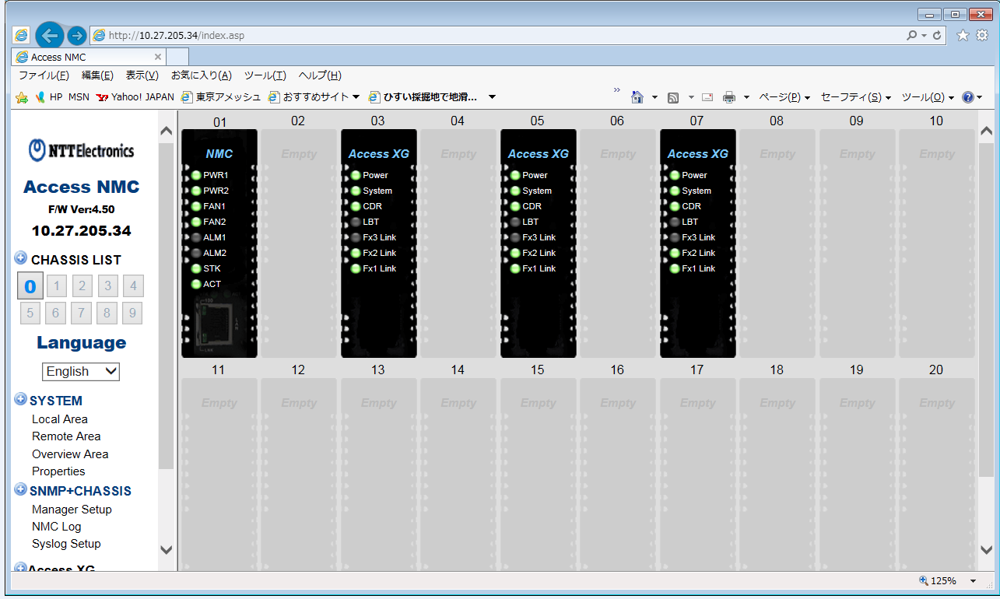 http://10.27.205.34/index.asp
Access NMC
ファイル(F) 編集(E) 表示(V) お気に入り(A) ツール(T) ヘルプ(H)
HP MSN Yahoo! JAPAN 東京アメッシュ おすすめサイト ひすい採掘地で地滑... ページ(P) セーフティ(S) ツール(O)
NTT Electronics
Access NMC
F/W Ver:4.50
10.27.205.34
CHASSIS LIST
0 1 2 3 4
5 6 7 8 9
Language
English
SYSTEM
Local Area
Remote Area
Overview Area
Properties
SNMP+CHASSIS
Manager Setup
NMC Log
Syslog Setup
Access XG
01 02 03 04 05 06 07 08 09 10
NMC
PWR1
PWR2
FAN1
FAN2
ALM1
ALM2
STK
ACT
Empty
Access XG
Power
System
CDR
LBT
Fx3 Link
Fx2 Link
Fx1 Link
Empty
Access XG
Power
System
CDR
LBT
Fx3 Link
Fx2 Link
Fx1 Link
Empty
Access XG
Power
System
CDR
LBT
Fx3 Link
Fx2 Link
Fx1 Link
Empty
Empty
Empty
11 12 13 14 15 16 17 18 19 20
Empty Empty Empty Empty Empty Empty Empty Empty Empty Empty
125%